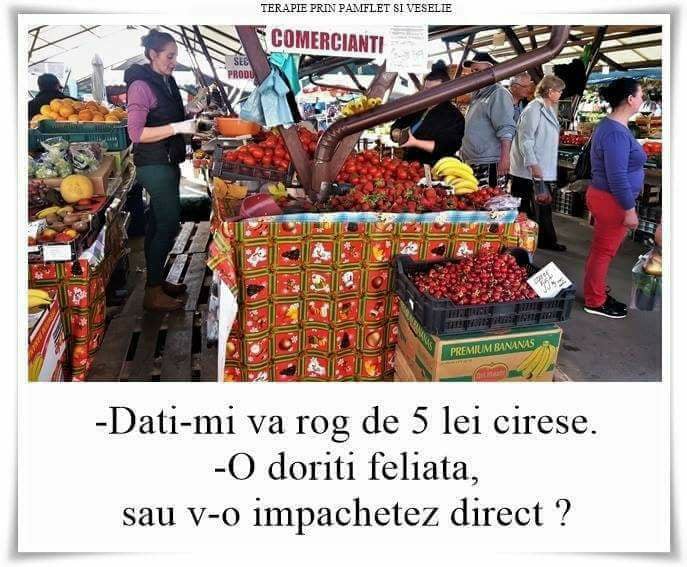 TERAPIE PRIN PAMFLET SI VESELIE
COMERCIANTI
PREMIUM BANANAS
-Dati-mi va rog de 5 lei cirese.
-O doriti feliata,
sau v-o impachetez direct ?